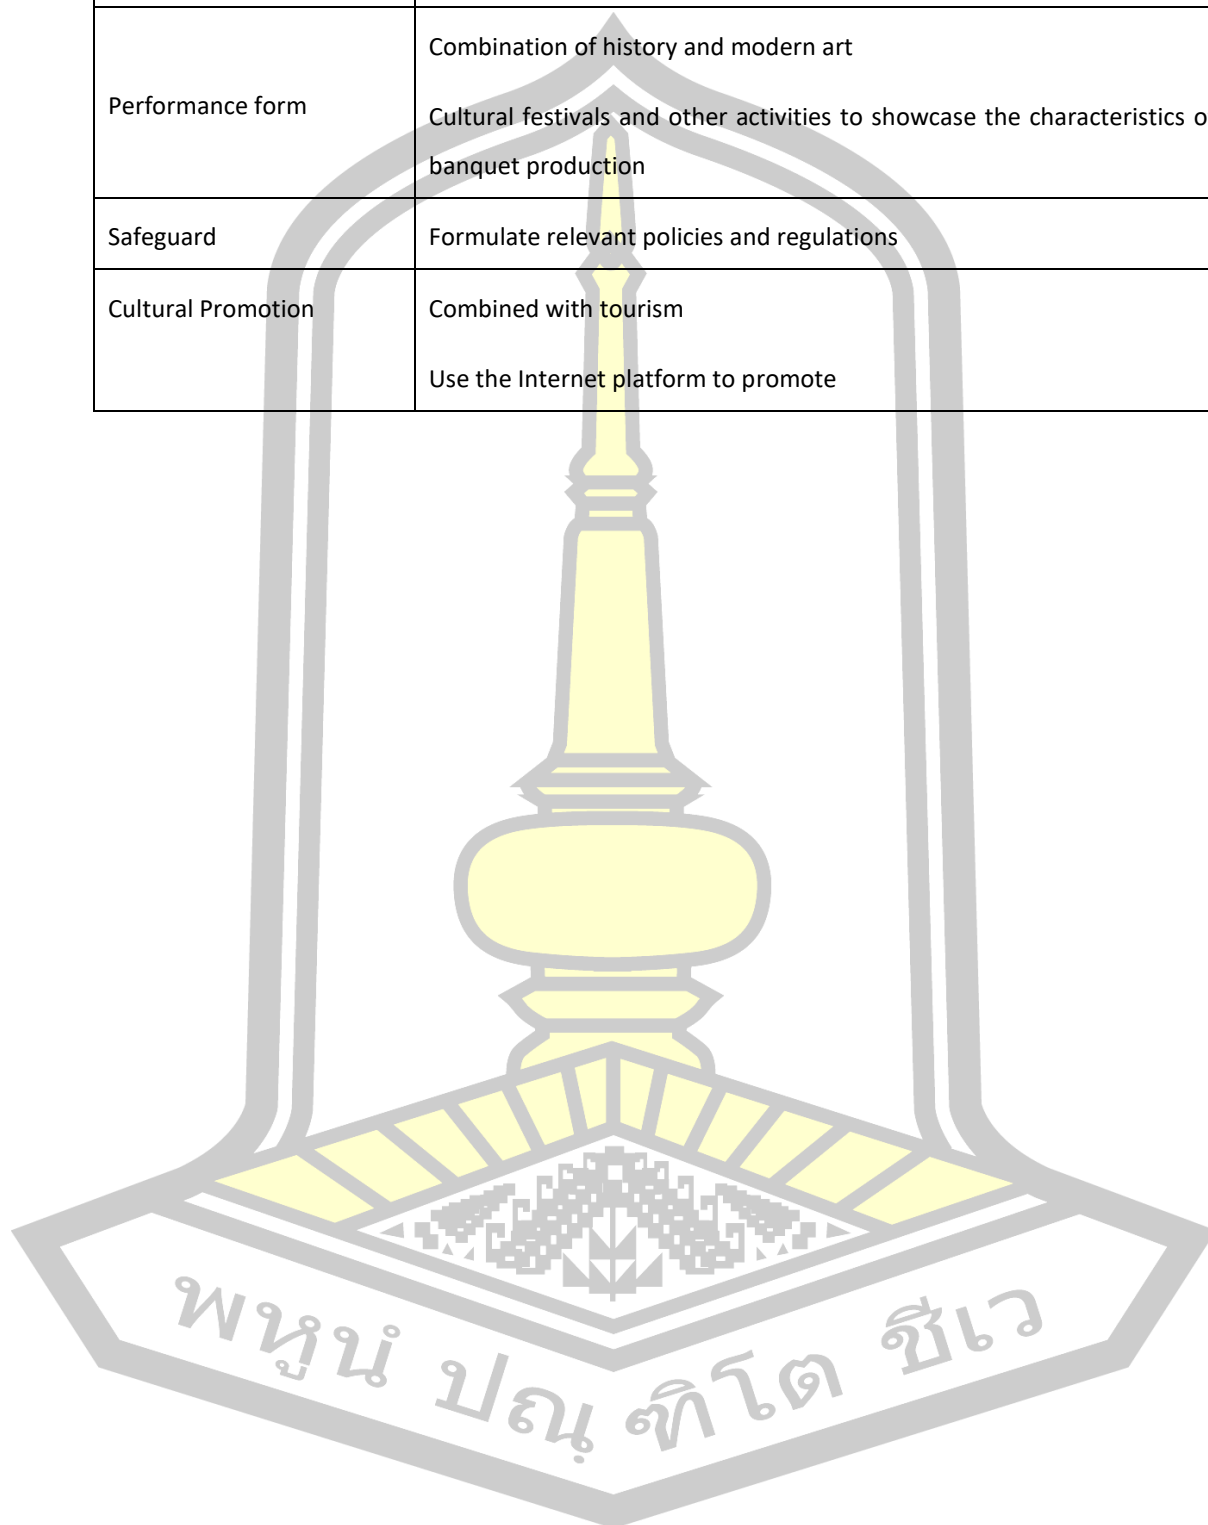 Combination of history and modern art
Performance form
Cultural festivals and other activities to showcase the characteristics o
banquet production
Safeguard
Formulate relevant policies and regulations
Cultural Promotion
Combined with tourism
Use the Internet platform to promote
พหูนํ ปณฺฑิโต ชีเว